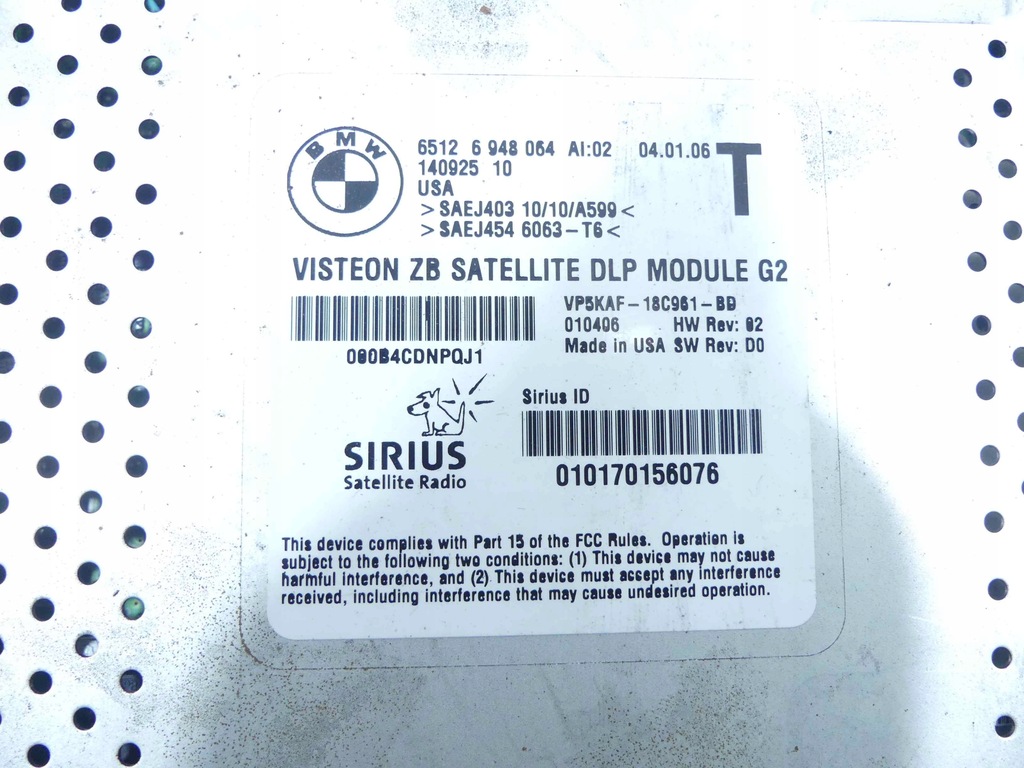 BMW
6512 6 948 064 AI:02 04.01.06 T
140925 10
USA
>SAEJ403 10/10/A599<
>SAEJ454 6063-T6<
VISTEON ZB SATELLITE DLP MODULE G2
VP5KAF-18C961-BD
010406 HW Rev: 02
Made in USA SW Rev: D0
000B4CDNPQJ1
Sirius ID
010170156076
SIRIUS
Satellite Radio
This device complies with Part 15 of the FCC Rules. Operation is
subject to the following two conditions: (1) This device may not cause
harmful interference, and (2) This device must accept any interference
received, including interference that may cause undesired operation.